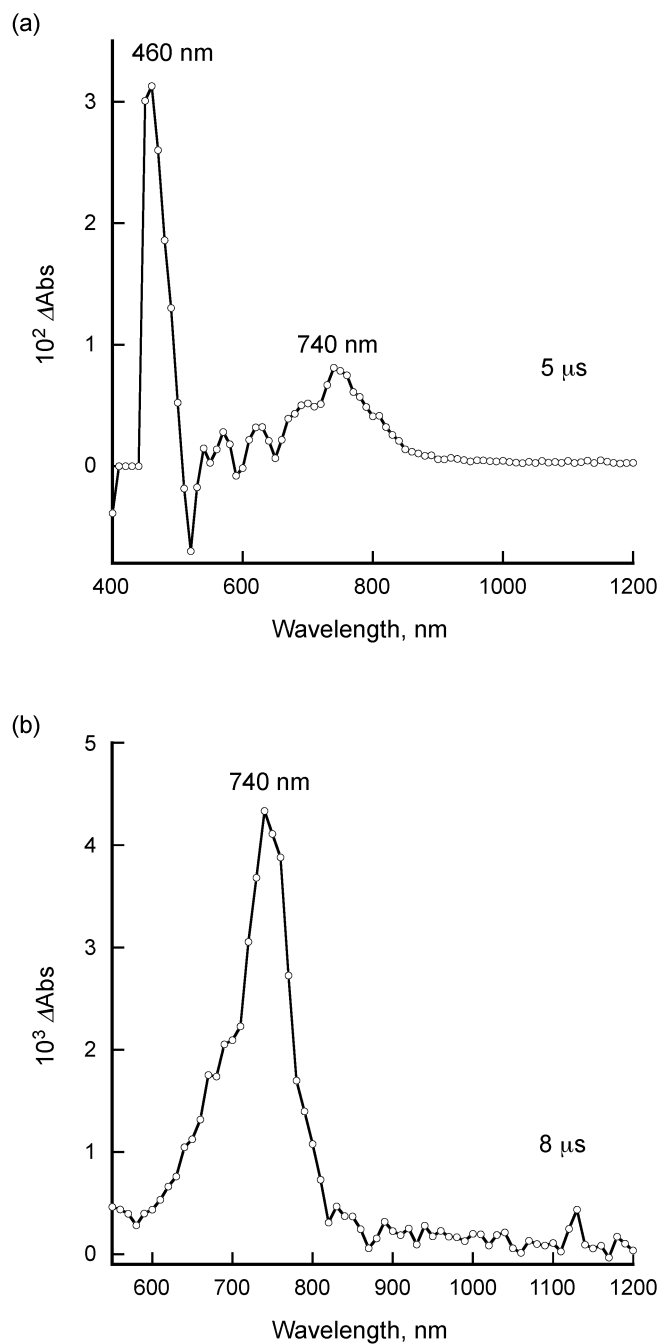 (a)
460 nm
3
2
10² ΔAbs
1
740 nm
5 μs
0
400 600 800 1000 1200
Wavelength, nm
(b)
5
740 nm
4
3
10³ ΔAbs
2
1
8 μs
0
600 700 800 900 1000 1100 1200
Wavelength, nm